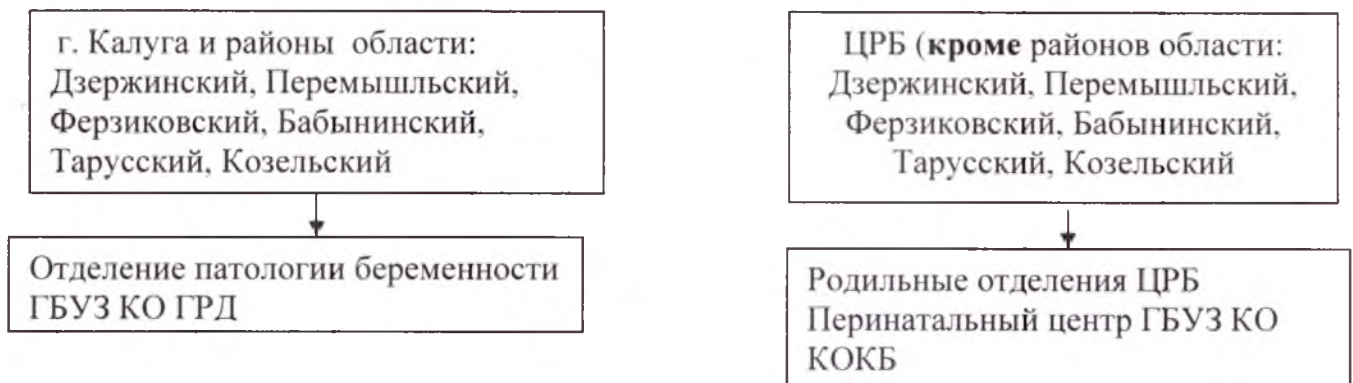 г. Калуга и районы области:
Дзержинский, Перемышльский,
Ферзиковский, Бабынинский,
Тарусский, Козельский
ЦРБ (кроме районов области:
Дзержинский, Перемышльский,
Ферзиковский, Бабынинский,
Тарусский, Козельский
Отделение патологии беременности
ГБУЗ КО ГРД
Родильные отделения ЦРБ
Перинатальный центр ГБУЗ КО
КОКБ